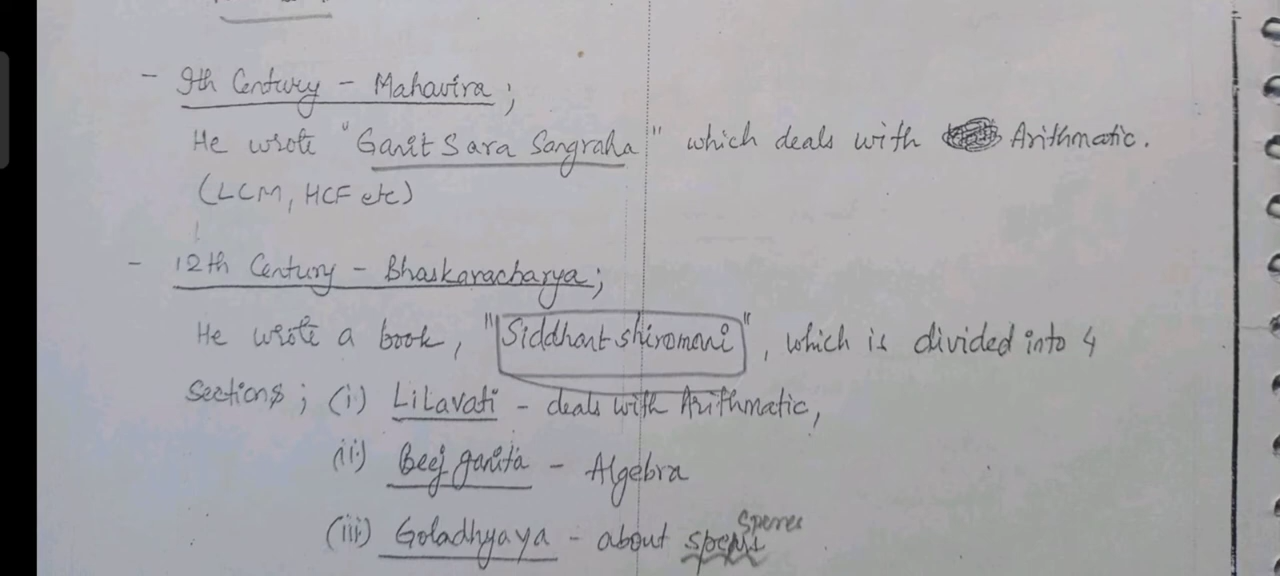 - 9th Century - Mahavira;
He wrote "Ganit Sara Sangraha" which deals with Arithmatic.
(LCM, HCF etc)
- 12th Century - Bhaskaracharya;
He wrote a book, "Siddhant shiromani", which is divided into 4
sections; (i) Lilavati - deals with Arithmatic,
(ii) Beej ganita - Algebra
(iii) Goladhyaya - about speres